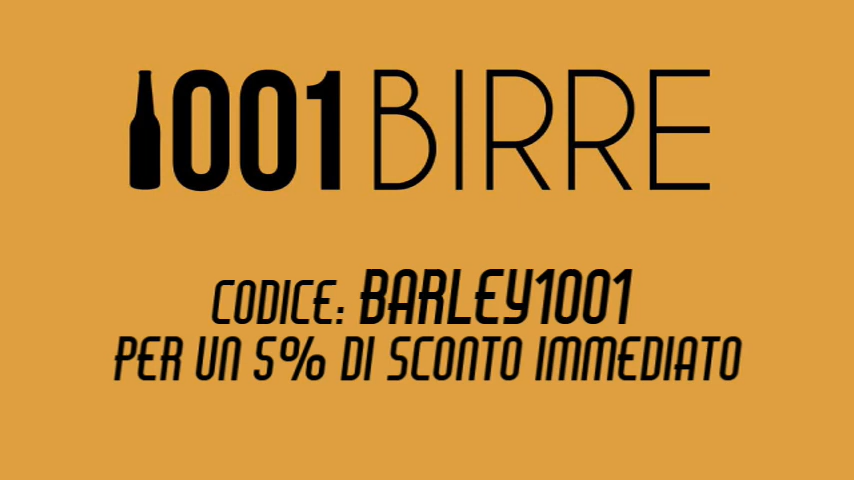 1001BIRRE
CODICE: BARLEY1001
PER UN 5% DI SCONTO IMMEDIATO